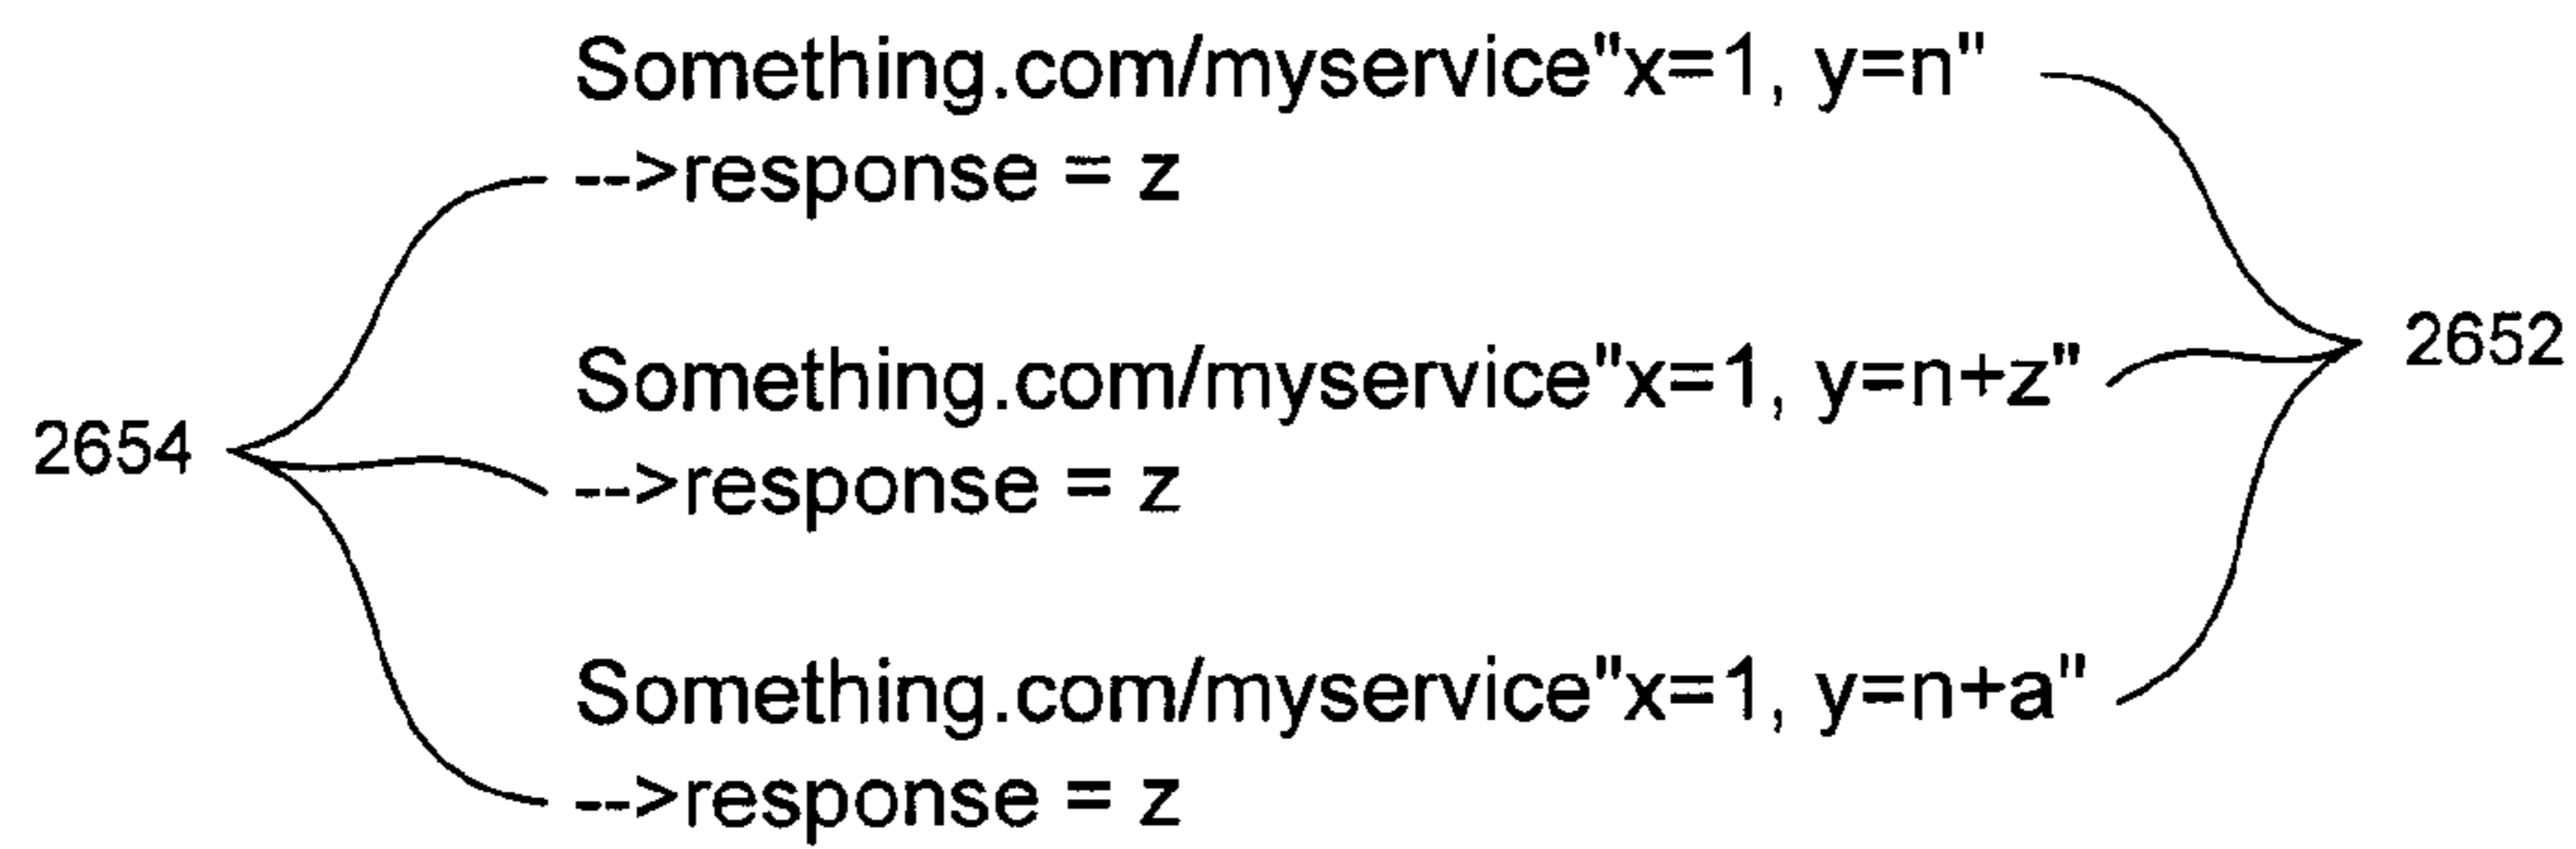 Something.com/myservice"x=1, y=n"
-->response = z
2652
Something.com/myservice"x=1, y=n+z"
2654
-->response = z
Something.com/myservice"x=1, y=n+a"
-->response = z